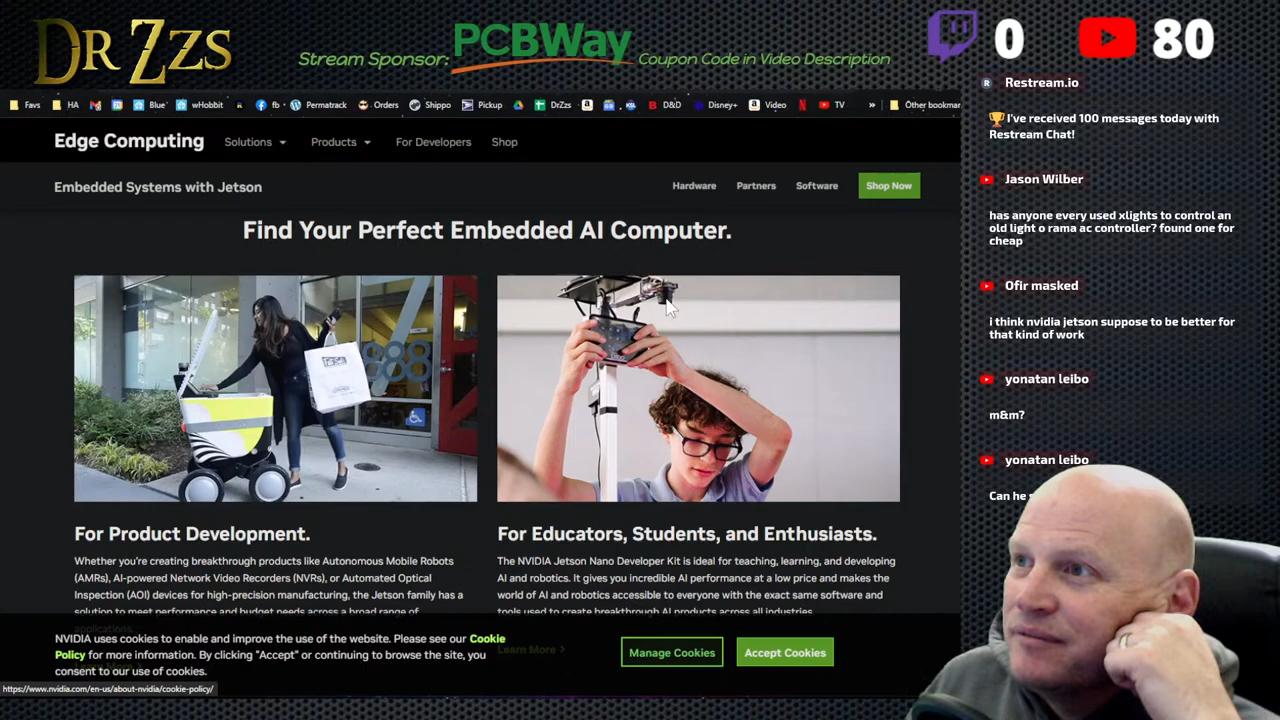 DR ZZS
Stream Sponsor: PCBWay Coupon Code in Video Description
0
80
Favs HA Blue wHobbit fb Permatrack Orders Shippo Pickup DrZzs D&D Disney+ Video TV » Other bookmar
Edge Computing Solutions Products For Developers Shop
Embedded Systems with Jetson Hardware Partners Software Shop Now
Find Your Perfect Embedded AI Computer.
For Product Development.
Whether you're creating breakthrough products like Autonomous Mobile Robots
(AMRs), AI-powered Network Video Recorders (NVRs), or Automated Optical
Inspection (AOI) devices for high-precision manufacturing, the Jetson family has a
solution to meet performance and budget needs across a broad range of
applications.
For Educators, Students, and Enthusiasts.
The NVIDIA Jetson Nano Developer Kit is ideal for teaching, learning, and developing
AI and robotics. It gives you incredible AI performance at a low price and makes the
world of AI and robotics accessible to everyone with the exact same software and
tools used to create breakthrough AI products across all industries.
Learn More >
NVIDIA uses cookies to enable and improve the use of the website. Please see our Cookie
Policy for more information. By clicking "Accept" or continuing to browse the site, you
consent to our use of cookies.
Manage Cookies Accept Cookies
https://www.nvidia.com/en-us/about-nvidia/cookie-policy/
Restream.io
I've received 100 messages today with
Restream Chat!
Jason Wilber
has anyone every used xlights to control an
old light o rama ac controller? found one for
cheap
Ofir masked
i think nvidia jetson suppose to be better for
that kind of work
yonatan leibo
m&m?
yonatan leibo
Can he